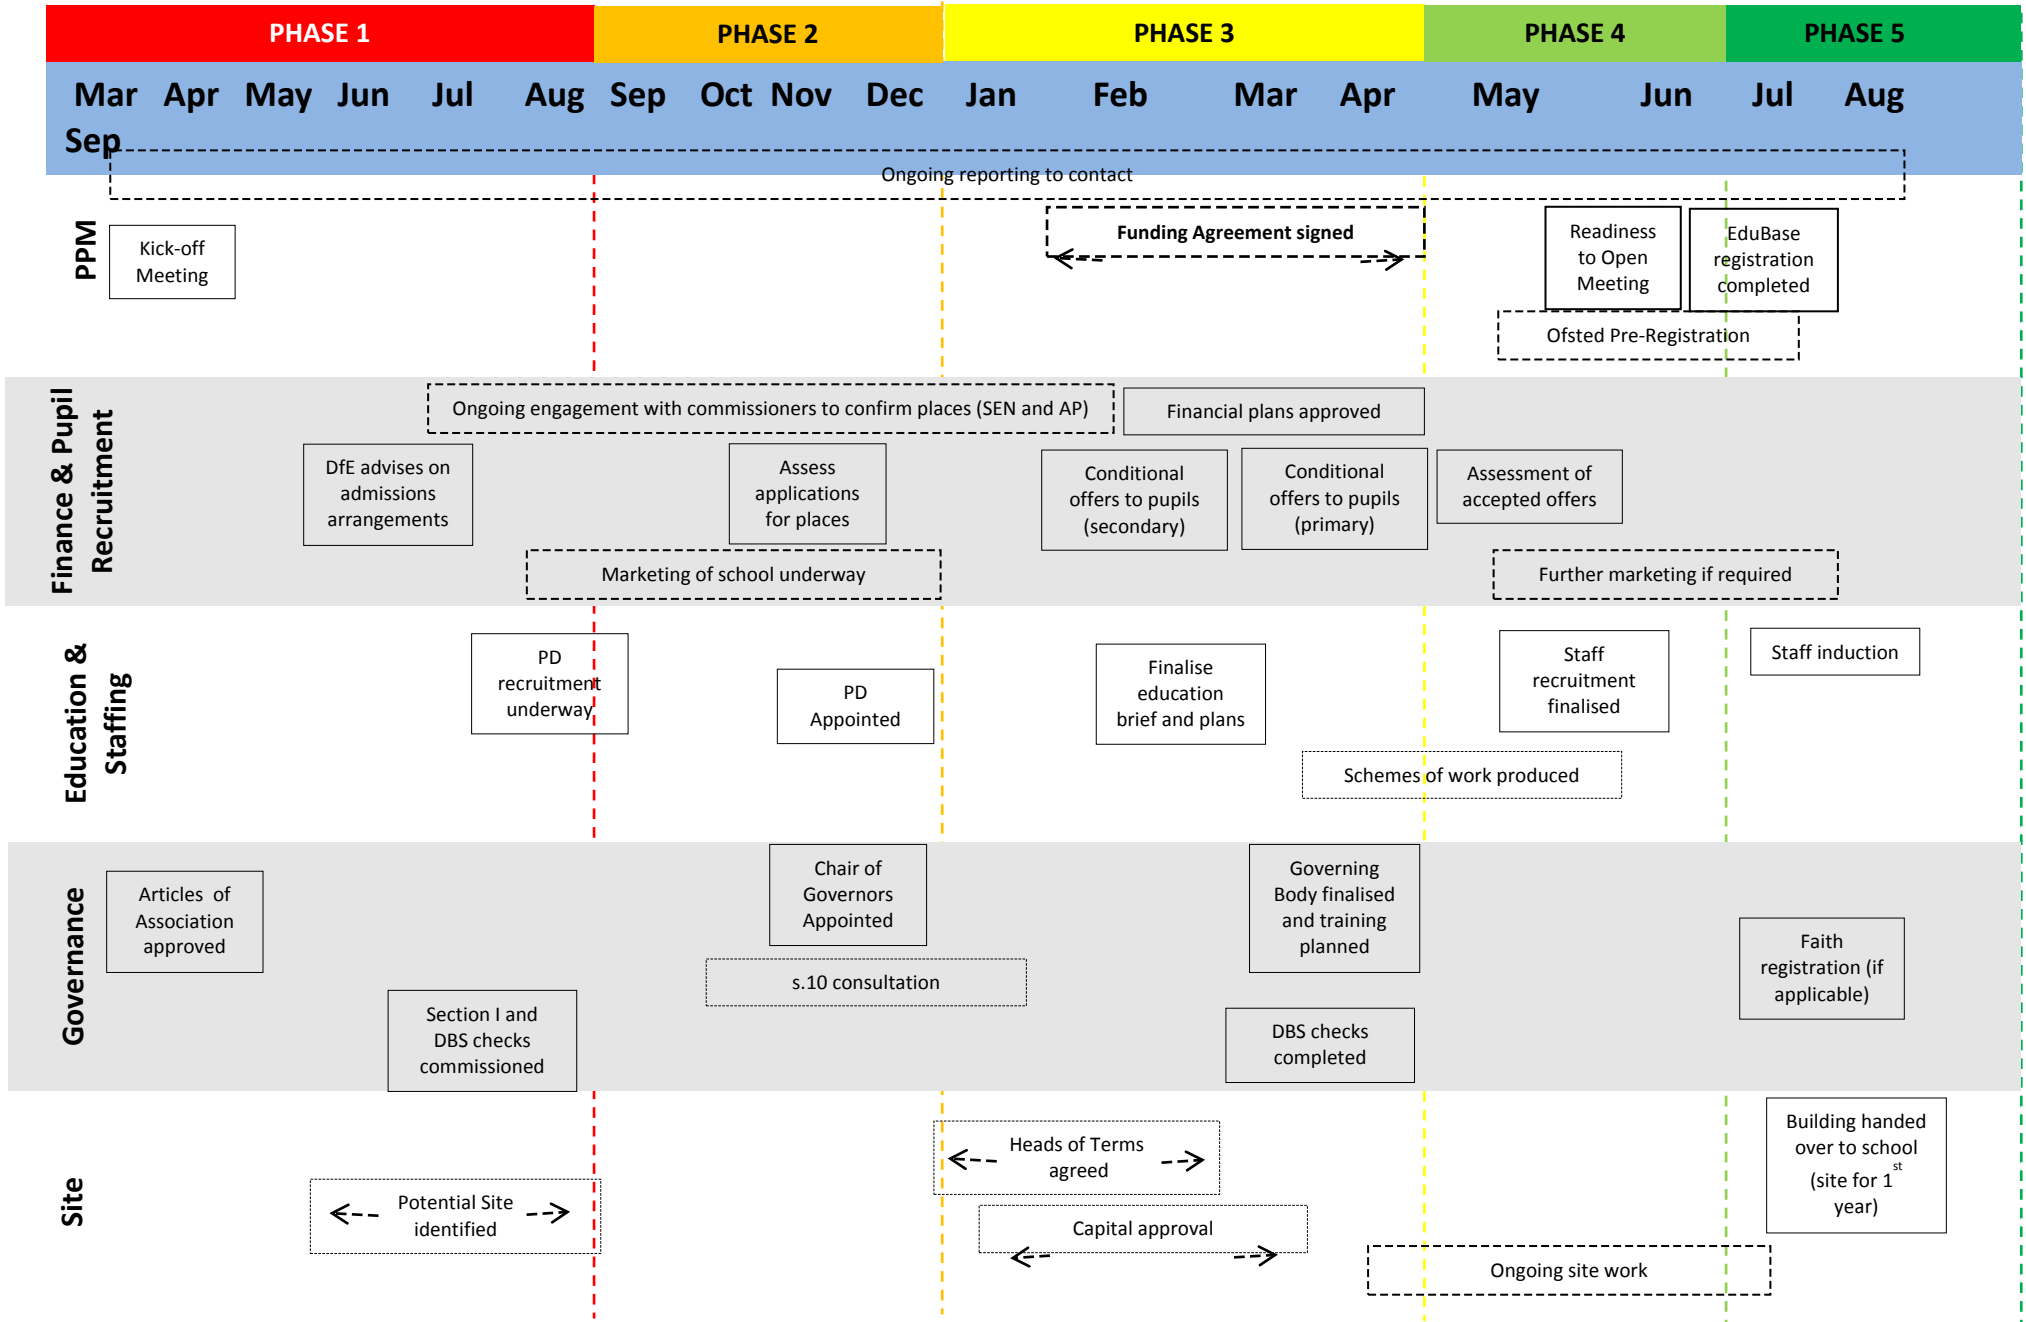 PHASE 1
PHASE 2
PHASE 3
PHASE 4
PHASE 5
Mar Apr May Jun Jul Aug Sep Oct Nov Dec Jan Feb Mar Apr May Jun Jul Aug
Sep
Ongoing reporting to contact
PPM
Kick-off
Meeting
Funding Agreement signed
Readiness
to Open
Meeting
EduBase
registration
completed
Ofsted Pre-Registration
Finance & Pupil
Recruitment
Ongoing engagement with commissioners to confirm places (SEN and AP)
Financial plans approved
DfE advises on
admissions
arrangements
Assess
applications
for places
Conditional
offers to pupils
(secondary)
Conditional
offers to pupils
(primary)
Assessment of
accepted offers
Marketing of school underway
Further marketing if required
Education &
Staffing
PD
recruitment
underway
PD
Appointed
Finalise
education
brief and plans
Staff
recruitment
finalised
Staff induction
Schemes of work produced
Governance
Articles of
Association
approved
Chair of
Governors
Appointed
Governing
Body finalised
and training
planned
s.10 consultation
Faith
registration (if
applicable)
Section I and
DBS checks
commissioned
DBS checks
completed
Site
Potential Site
identified
Heads of Terms
agreed
Capital approval
Building handed
over to school
(site for 1st
year)
Ongoing site work